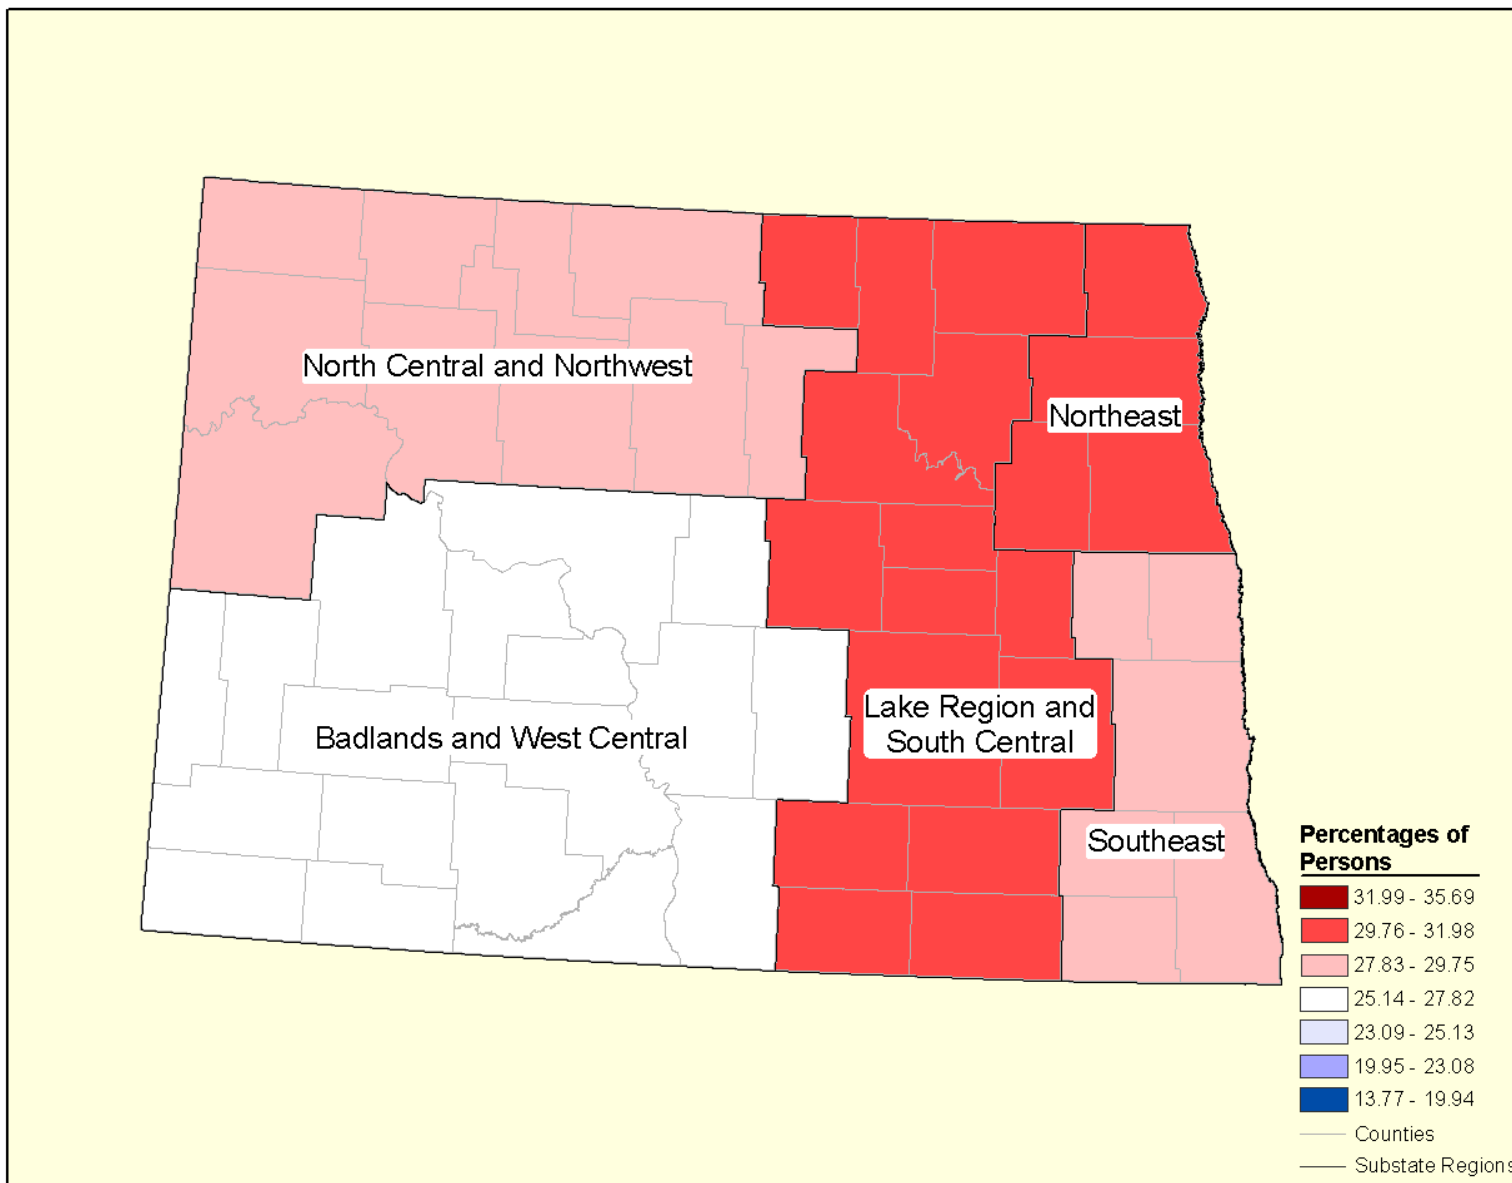 North Central and Northwest
Northeast
Lake Region and
South Central
Badlands and West Central
Southeast
Percentages of
Persons
31.99 - 35.69
29.76 - 31.98
27.83 - 29.75
25.14 - 27.82
23.09 - 25.13
19.95 - 23.08
13.77 - 19.94
Counties
Substate Regions